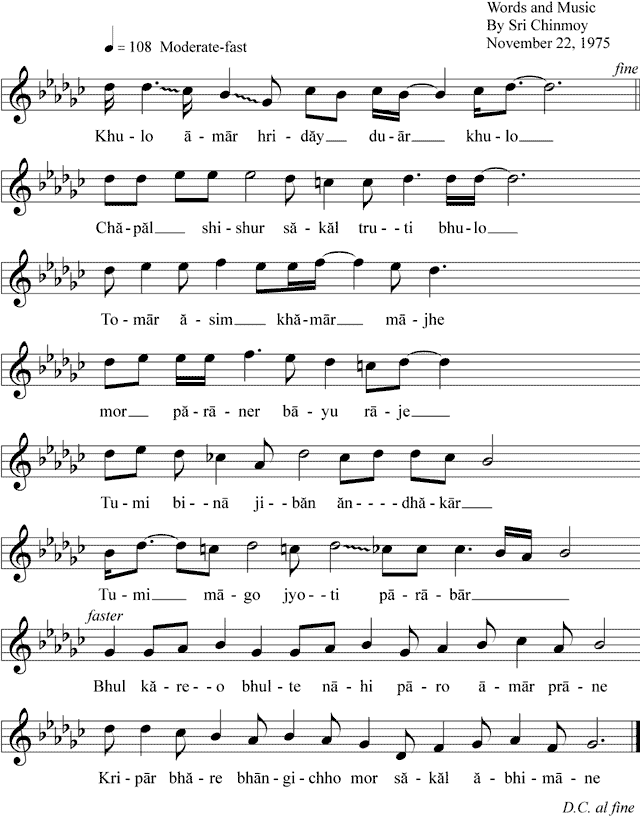 Words and Music
By Sri Chinmoy
November 22, 1975
= 108 Moderate-fast
fine
Khu - lo ā - mār hri - dăy du - ār khu - lo
Chă - păl shi - shur să - kăl tru - ti bhu - lo
To - mār ă - sim khă - mār mā - jhe
mor pă - rā - ner bā - yu rā - je
Tu - mi bi - nā ji - băn ăn - - - - dhă - kār
Tu - mi mā - go jyo - ti pā - rā - bār
faster
Bhul kă - re - - o bhul - te nā - hi pāro ā - mār prā - ne
Kri - pār bhă - re bhān - gi - chho mor să - kăl ă - bhi - mā - ne
D.C. al fine